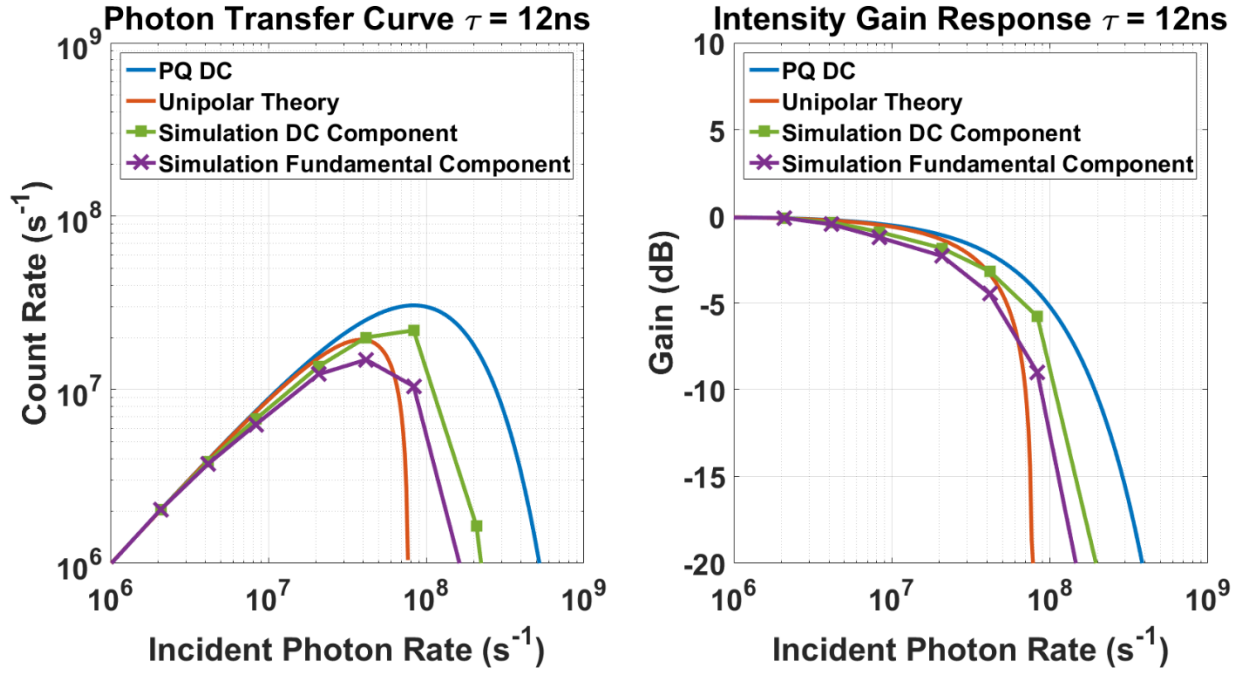 Photon Transfer Curve τ = 12ns
10^9
10^8
10^7
10^6
Count Rate (s^-1)
PQ DC
Unipolar Theory
Simulation DC Component
Simulation Fundamental Component
10^6 10^7 10^8 10^9
Incident Photon Rate (s^-1)
Intensity Gain Response τ = 12ns
10
5
0
-5
-10
-15
-20
Gain (dB)
PQ DC
Unipolar Theory
Simulation DC Component
Simulation Fundamental Component
10^6 10^7 10^8 10^9
Incident Photon Rate (s^-1)